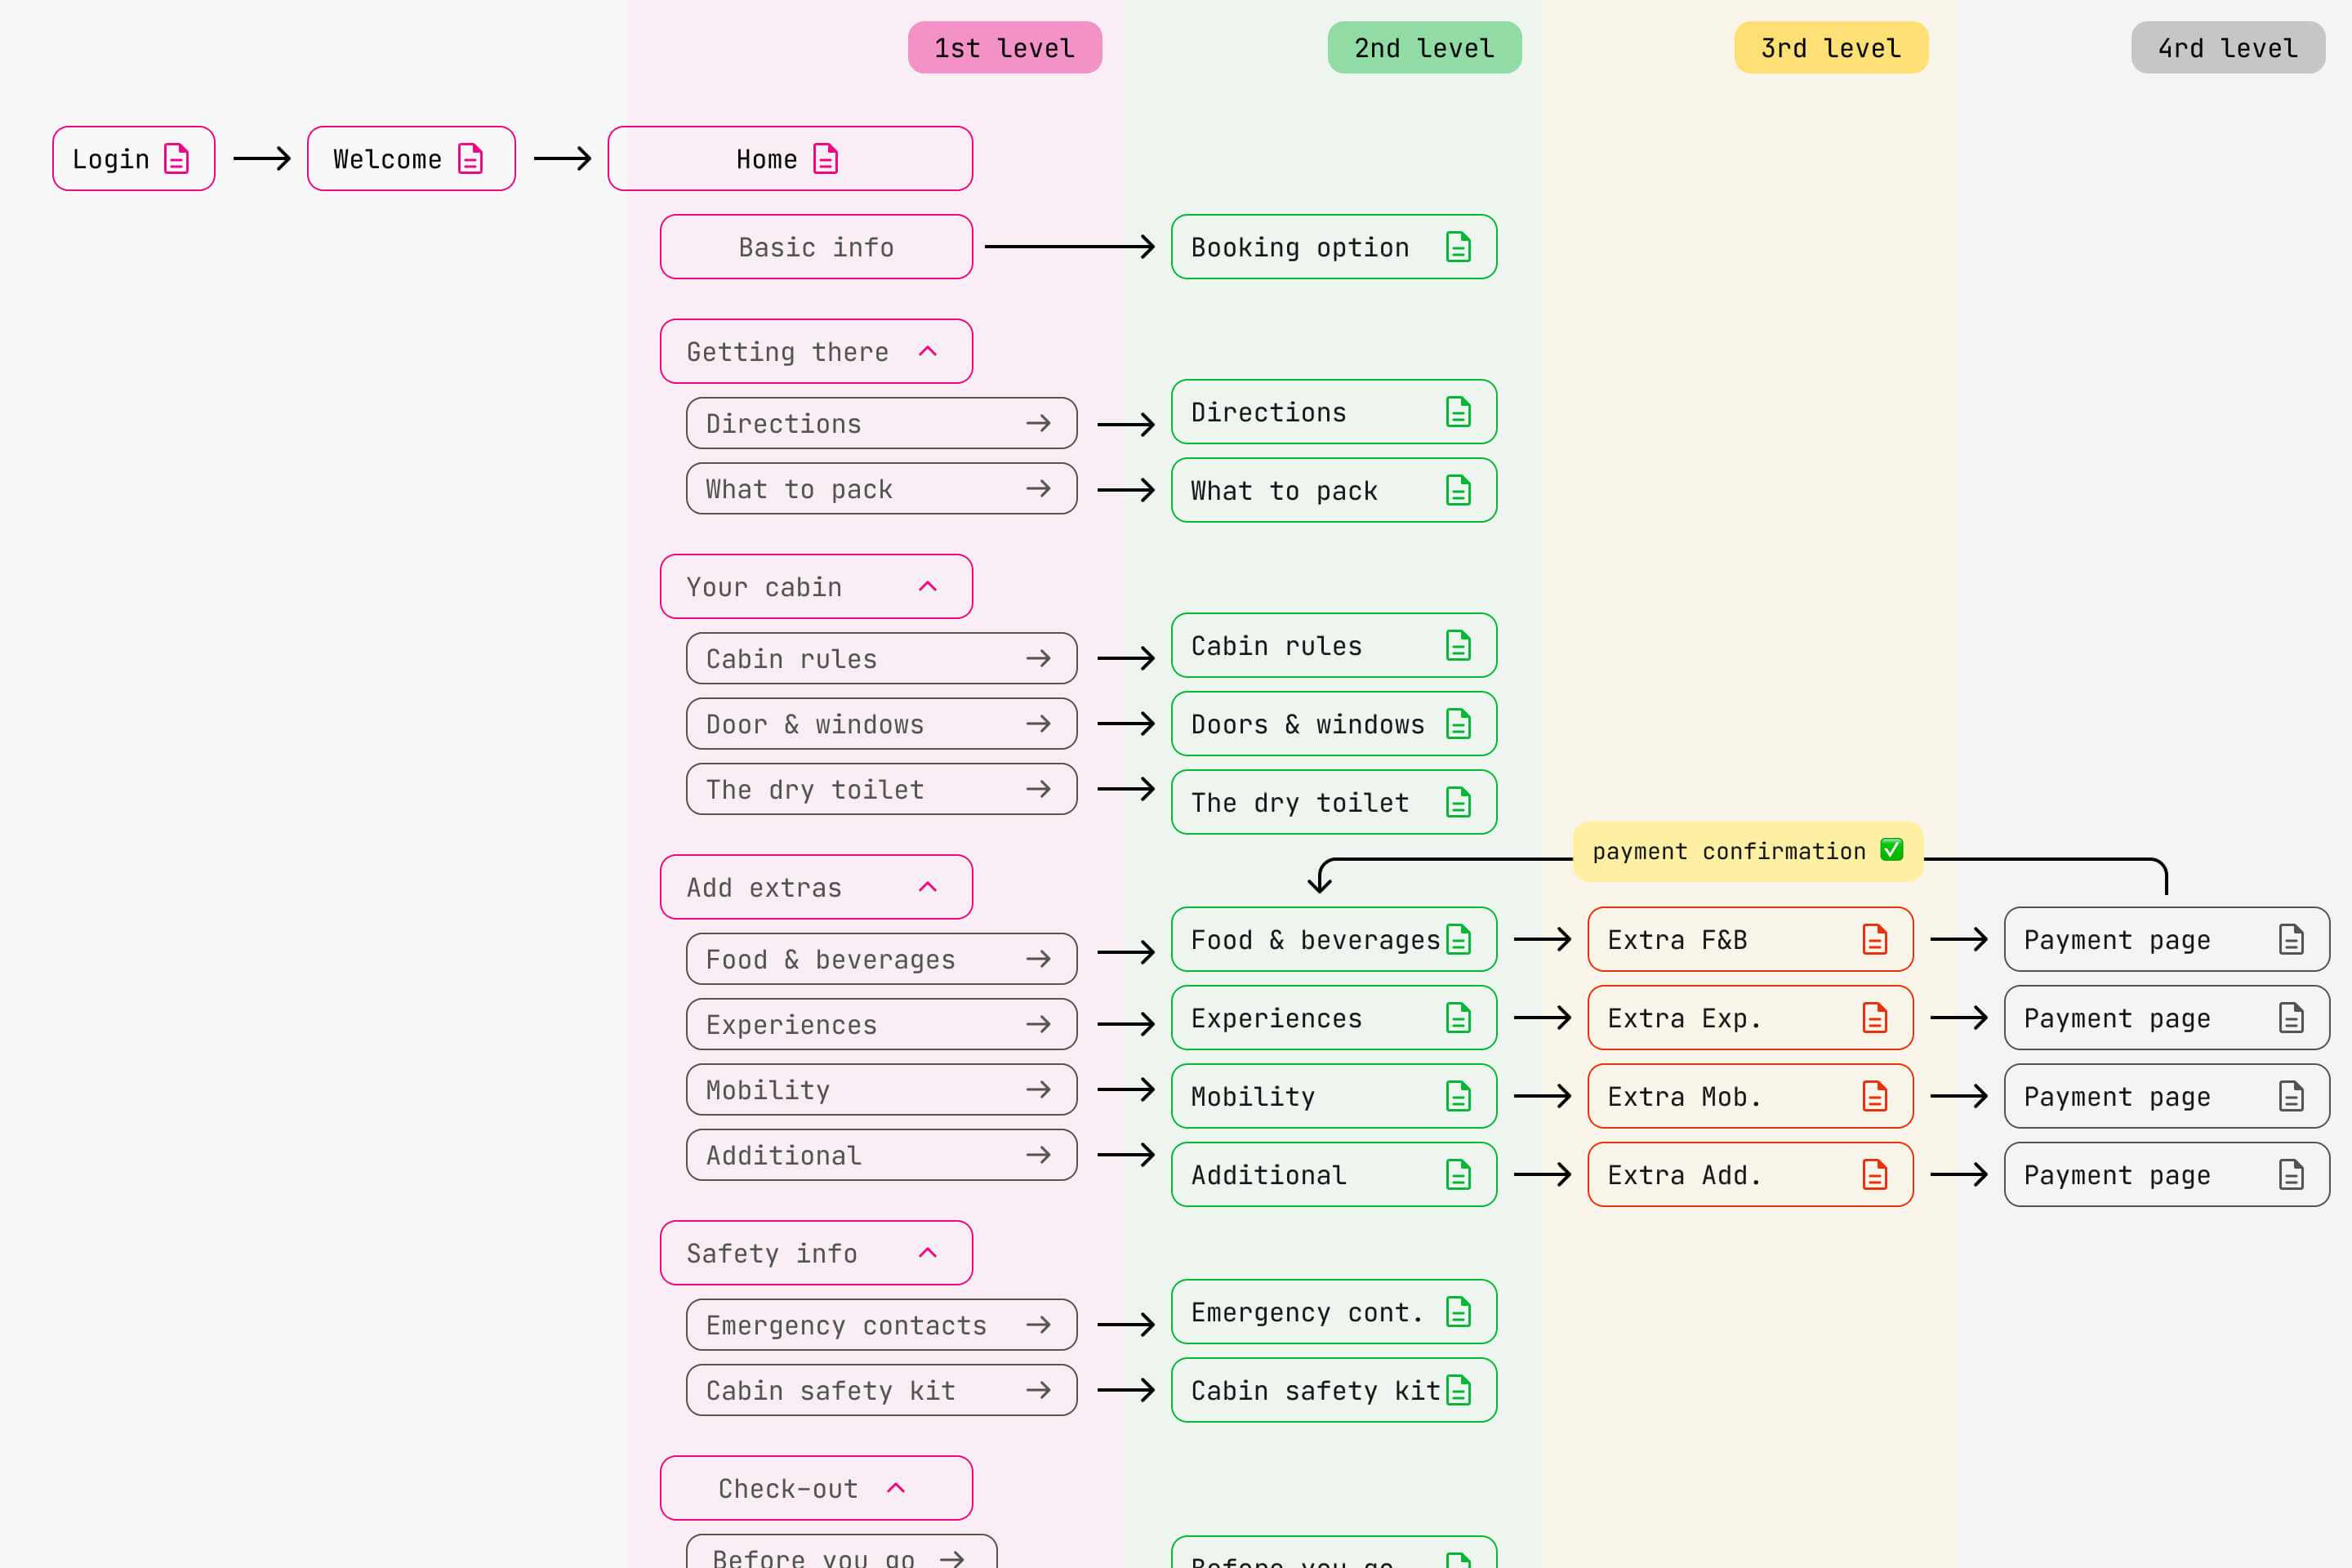 1st level
2nd level
3rd level
4rd level
Login
Welcome
Home
Basic info
Booking option
Getting there
Directions
Directions
What to pack
What to pack
Your cabin
Cabin rules
Cabin rules
Door & windows
Doors & windows
The dry toilet
The dry toilet
payment confirmation ✅
Add extras
Food & beverages
Food & beverages
Extra F&B
Payment page
Experiences
Experiences
Extra Exp.
Payment page
Mobility
Mobility
Extra Mob.
Payment page
Additional
Additional
Extra Add.
Payment page
Safety info
Emergency contacts
Emergency cont.
Cabin safety kit
Cabin safety kit
Check-out
Before you go
Before you go